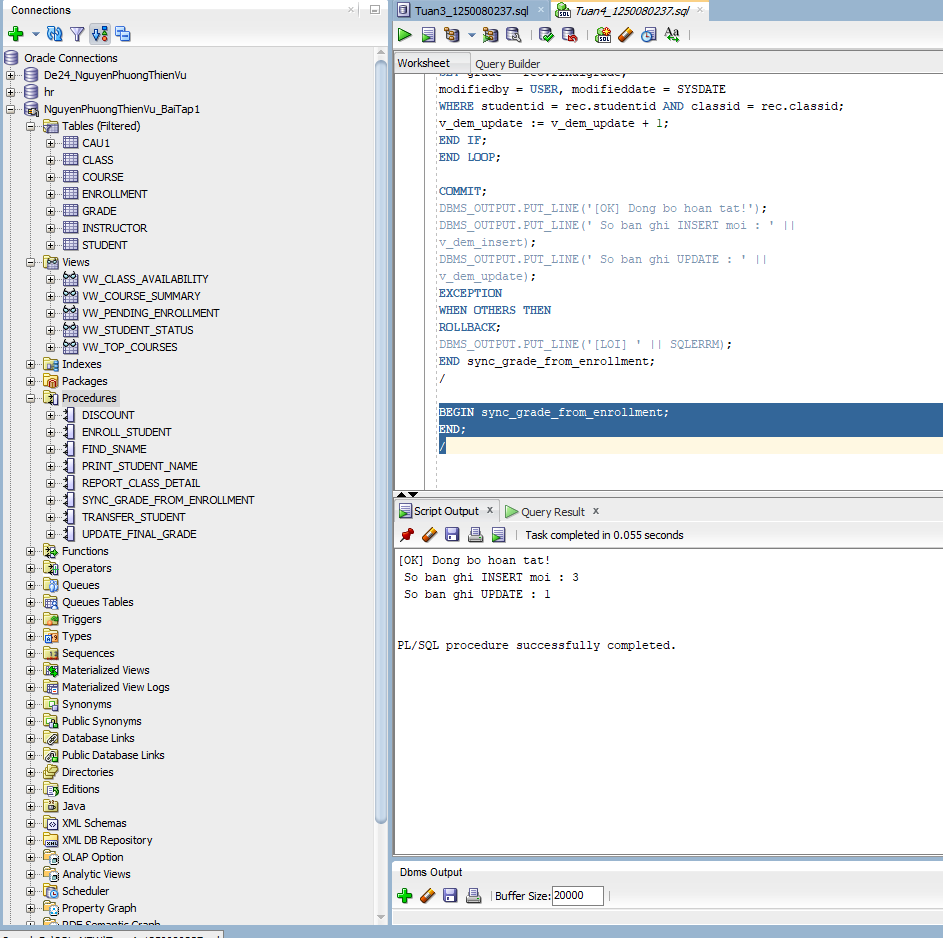 Connections
Oracle Connections
De24_NguyenPhuongThienVu
hr
NguyenPhuongThienVu_BaiTap1
Tables (Filtered)
CAU1
CLASS
COURSE
ENROLLMENT
GRADE
INSTRUCTOR
STUDENT
Views
VW_CLASS_AVAILABILITY
VW_COURSE_SUMMARY
VW_PENDING_ENROLLMENT
VW_STUDENT_STATUS
VW_TOP_COURSES
Indexes
Packages
Procedures
DISCOUNT
ENROLL_STUDENT
FIND_SNAME
PRINT_STUDENT_NAME
REPORT_CLASS_DETAIL
SYNC_GRADE_FROM_ENROLLMENT
TRANSFER_STUDENT
UPDATE_FINAL_GRADE
Functions
Operators
Queues
Queues Tables
Triggers
Types
Sequences
Materialized Views
Materialized View Logs
Synonyms
Public Synonyms
Database Links
Public Database Links
Directories
Editions
Java
XML Schemas
XML DB Repository
OLAP Option
Analytic Views
Scheduler
Property Graph
RDF Semantic Graph
Tuan3_1250080237.sql
Tuan4_1250080237.sql
Worksheet
Query Builder
SET grade = rec.finalgrade,
modifiedby = USER, modifieddate = SYSDATE
WHERE studentid = rec.studentid AND classid = rec.classid;
v_dem_update := v_dem_update + 1;
END IF;
END LOOP;
COMMIT;
DBMS_OUTPUT.PUT_LINE('[OK] Dong bo hoan tat!');
DBMS_OUTPUT.PUT_LINE(' So ban ghi INSERT moi : ' ||
v_dem_insert);
DBMS_OUTPUT.PUT_LINE(' So ban ghi UPDATE : ' ||
v_dem_update);
EXCEPTION
WHEN OTHERS THEN
ROLLBACK;
DBMS_OUTPUT.PUT_LINE('[LOI] ' || SQLERRM);
END sync_grade_from_enrollment;
/
BEGIN sync_grade_from_enrollment;
END;
/
Script Output x
Query Result x
Task completed in 0.055 seconds
[OK] Dong bo hoan tat!
So ban ghi INSERT moi : 3
So ban ghi UPDATE : 1
PL/SQL procedure successfully completed.
Dbms Output
Buffer Size: 20000